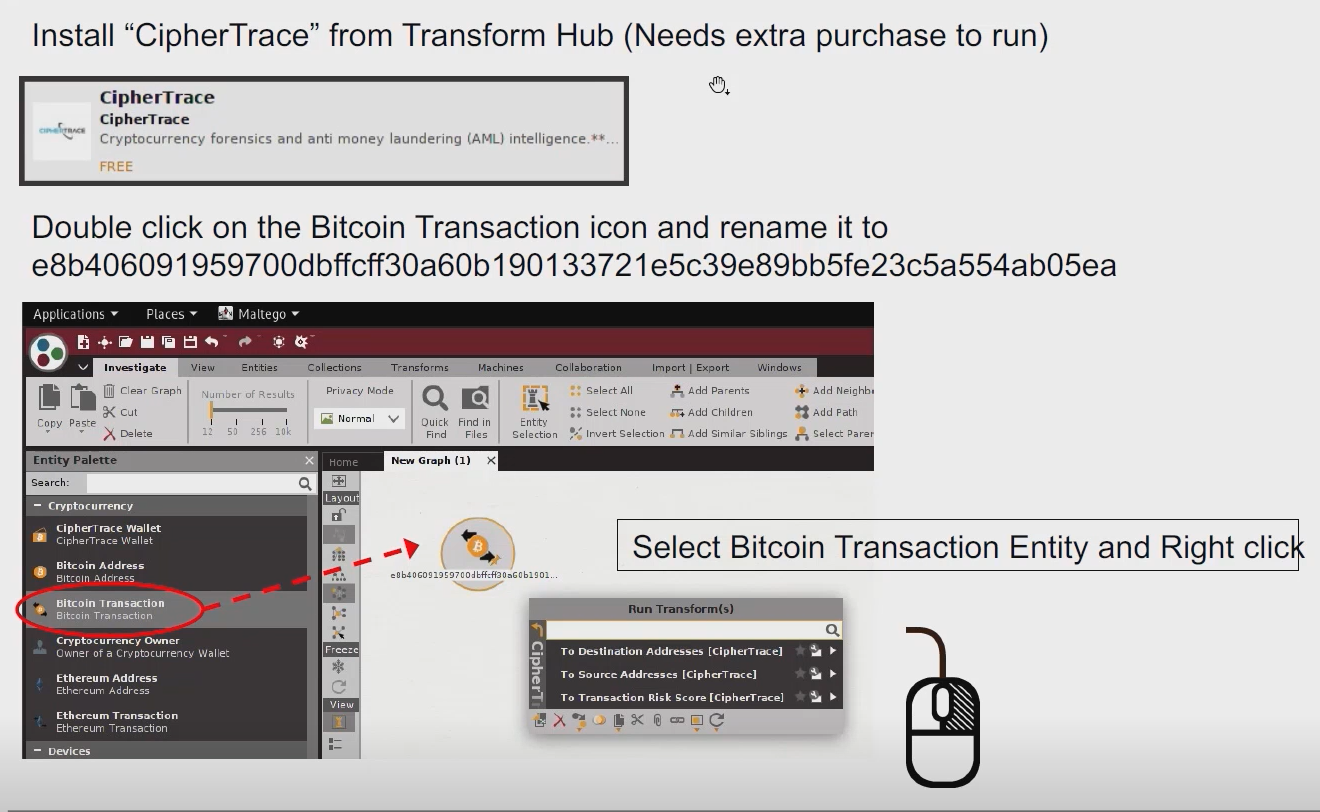 Install “CipherTrace” from Transform Hub (Needs extra purchase to run)
CipherTrace
CipherTrace
CIPHERTRACE
Cryptocurrency forensics and anti money laundering (AML) intelligence.**...
FREE
Double click on the Bitcoin Transaction icon and rename it to
e8b406091959700dbffcff30a60b190133721e5c39e89bb5fe23c5a554ab05ea
Applications Places Maltego
Investigate View Entities Collections Transforms Machines Collaboration Import | Export Windows
Copy Paste
Clear Graph
Cut
Delete
Number of Results
12 50 256 10k
Privacy Mode
Normal
Quick Find
Find in Files
Entity Selection
Select All
Select None
Invert Selection
Add Parents
Add Children
Add Similar Siblings
Add Neighbo
Add Path
Select Paren
Entity Palette
Home New Graph (1)
Search:
Layout
Cryptocurrency
CipherTrace Wallet
CipherTrace Wallet
Bitcoin Address
Bitcoin Address
Bitcoin Transaction
Bitcoin Transaction
Cryptocurrency Owner
Owner of a Cryptocurrency Wallet
Ethereum Address
Ethereum Address
Ethereum Transaction
Ethereum Transaction
Devices
Freeze
View
e8b406091959700dbffcff30a60b1901...
Select Bitcoin Transaction Entity and Right click
Run Transform(s)
CipherT
To Destination Addresses [CipherTrace]
To Source Addresses [CipherTrace]
To Transaction Risk Score [CipherTrace]